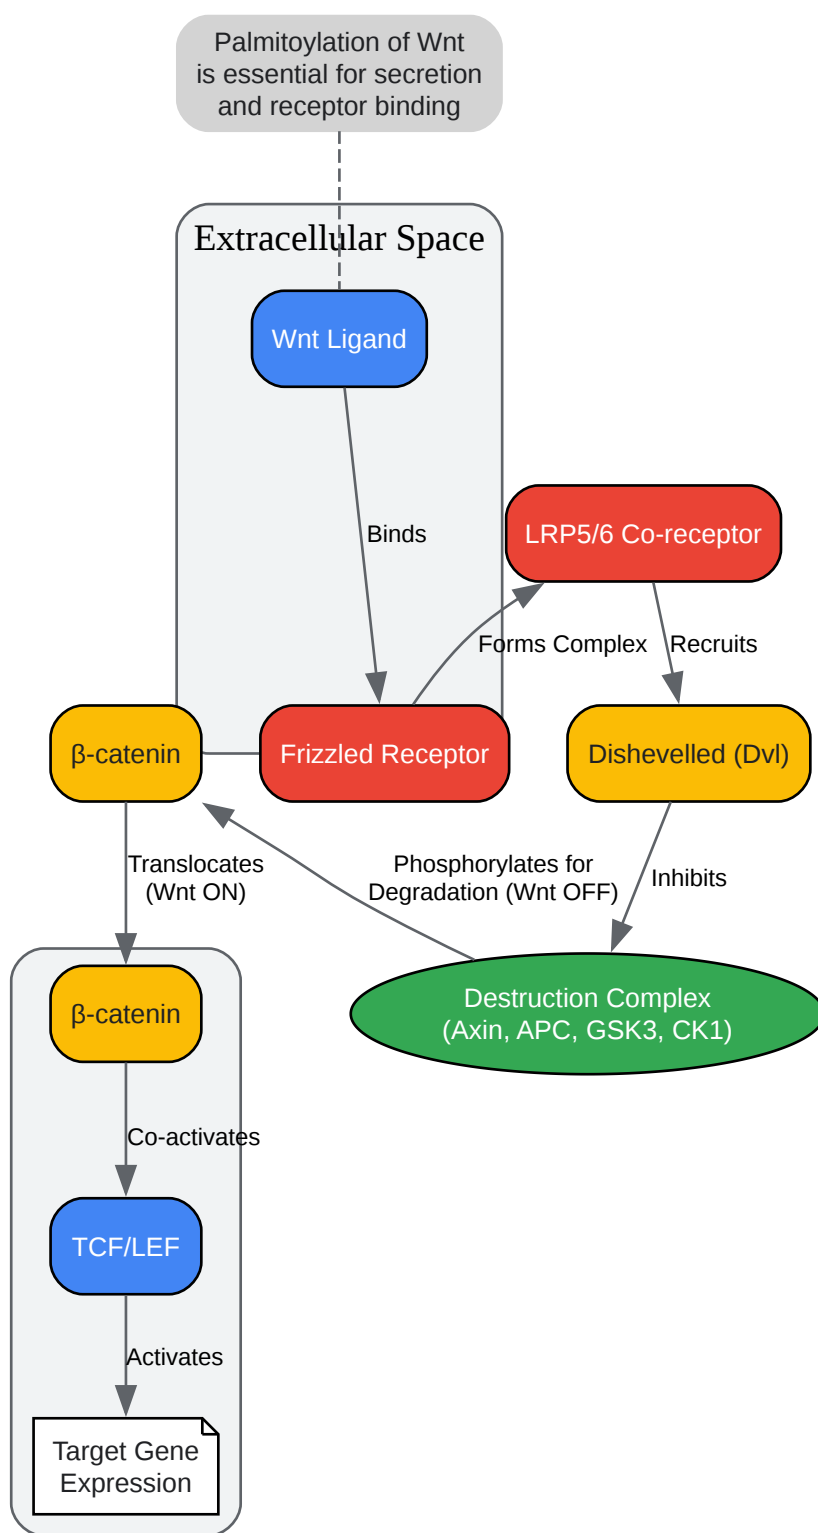 Palmitoylation of Wnt
is essential for secretion
and receptor binding
Extracellular Space
Wnt Ligand
Binds
LRP5/6 Co-receptor
Forms Complex
Recruits
β-catenin
Frizzled Receptor
Dishevelled (Dvl)
Translocates
(Wnt ON)
Phosphorylates for
Degradation (Wnt OFF)
Inhibits
β-catenin
Destruction Complex
(Axin, APC, GSK3, CK1)
Co-activates
TCF/LEF
Activates
Target Gene
Expression